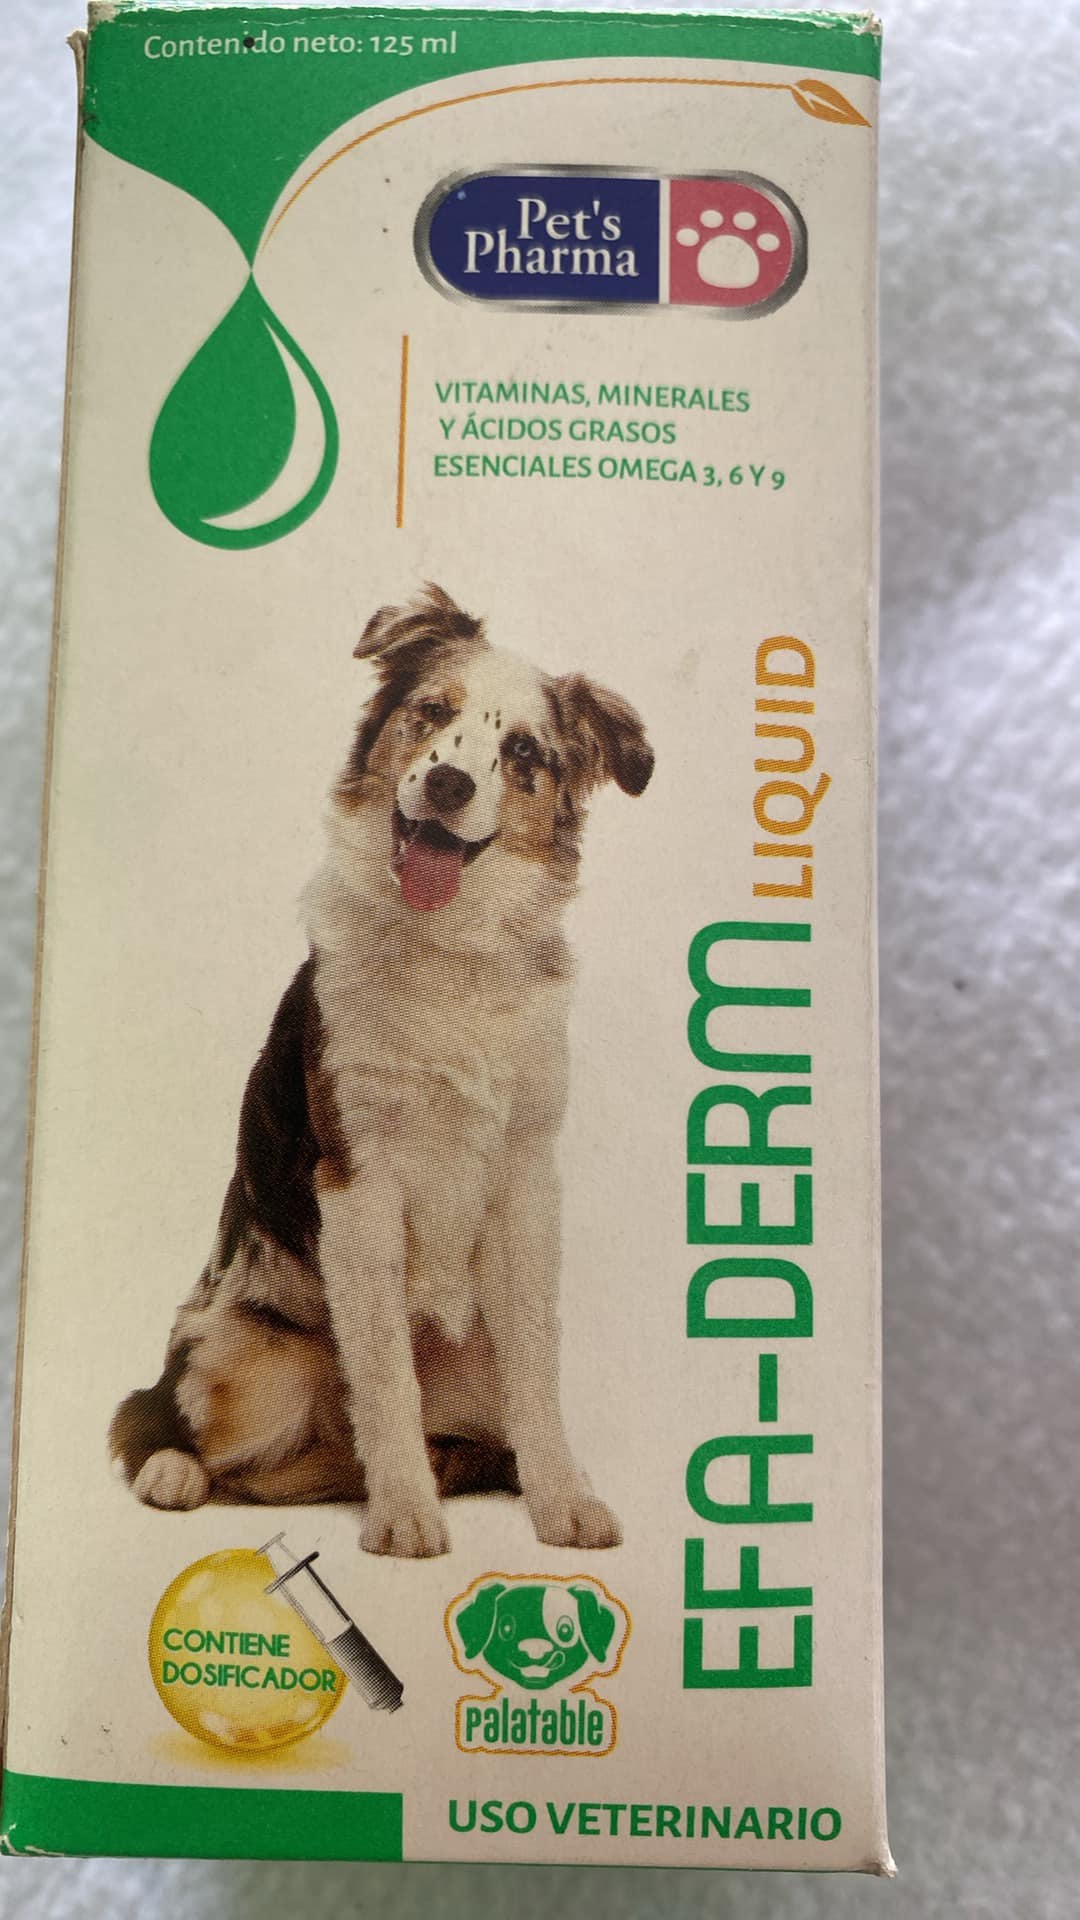 Contenido neto: 125 ml
Pet's
Pharma
VITAMINAS, MINERALES
Y ÁCIDOS GRASOS
ESENCIALES OMEGA 3, 6 Y 9
EFA-DERM LIQUID
CONTIENE
DOSIFICADOR
palatable
USO VETERINARIO